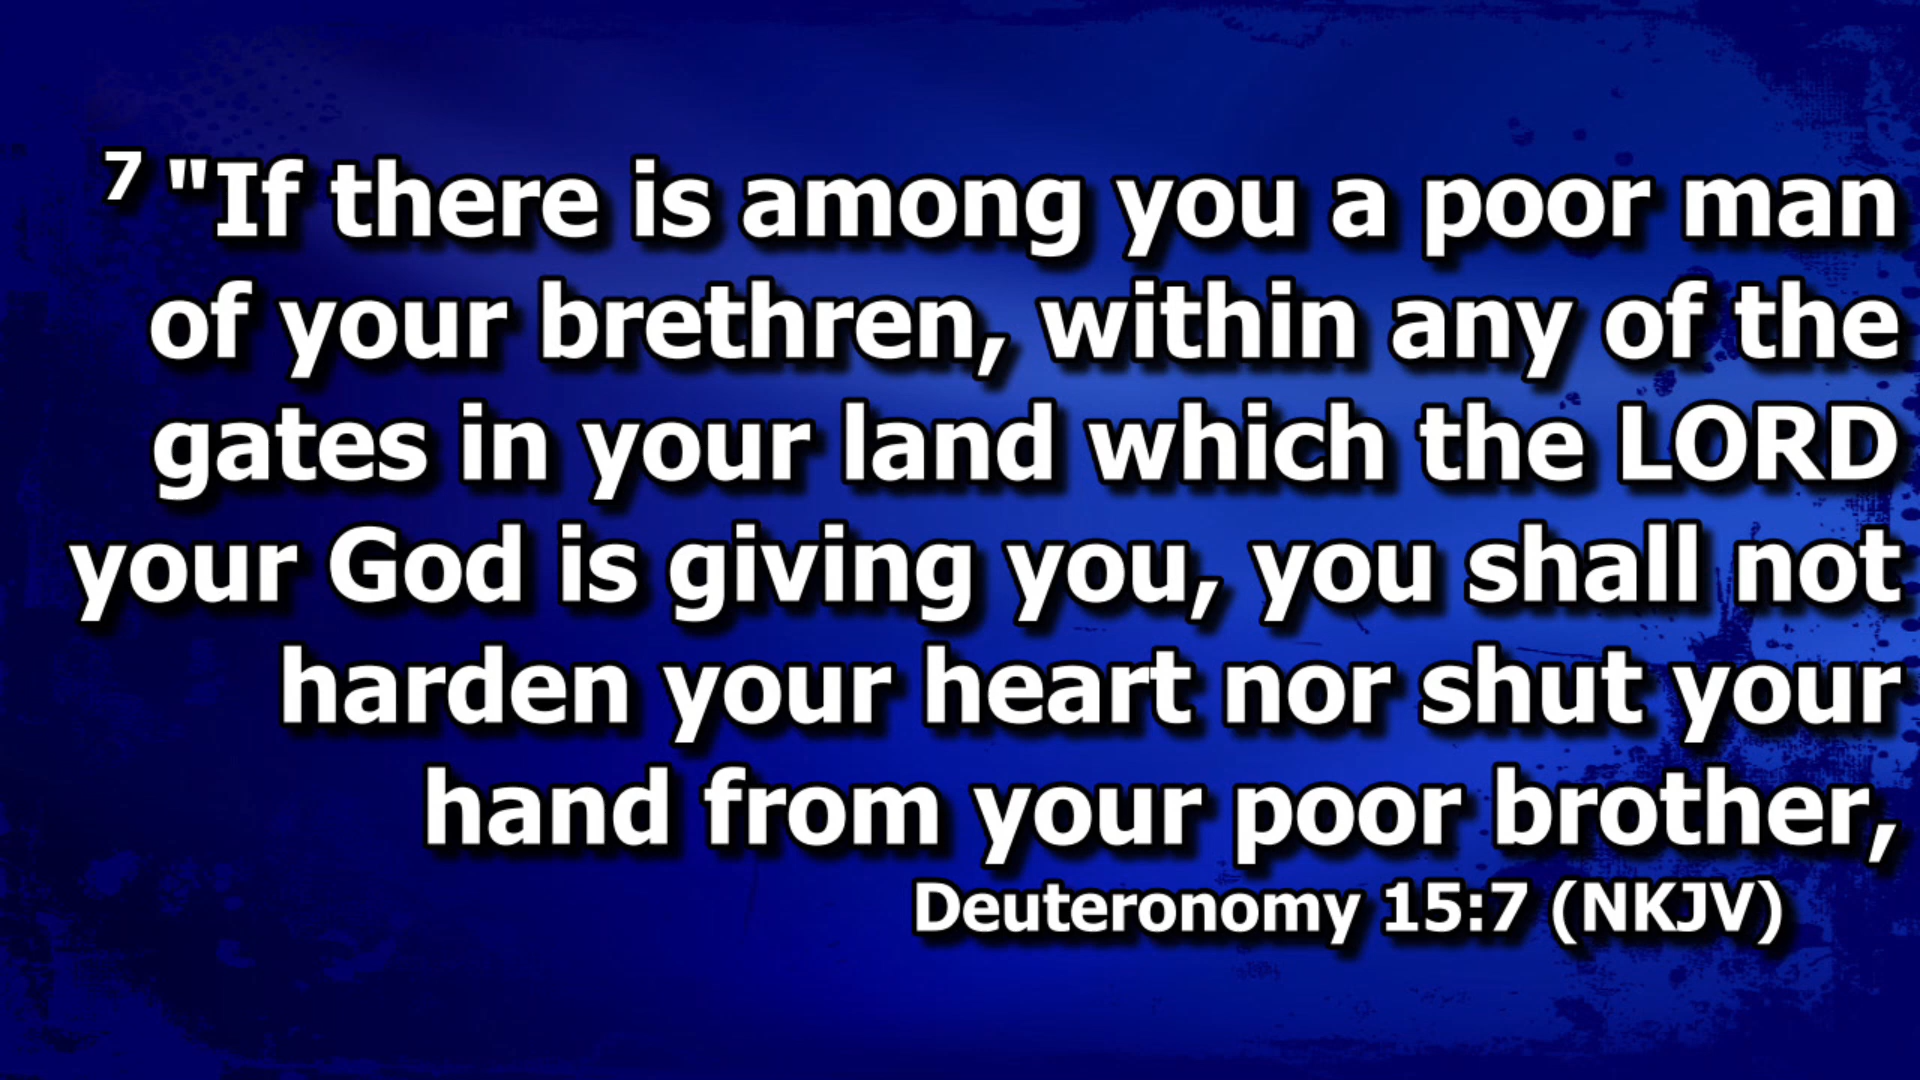 7 "If there is among you a poor man
of your brethren, within any of the
gates in your land which the LORD
your God is giving you, you shall not
harden your heart nor shut your
hand from your poor brother,
Deuteronomy 15:7 (NKJV)